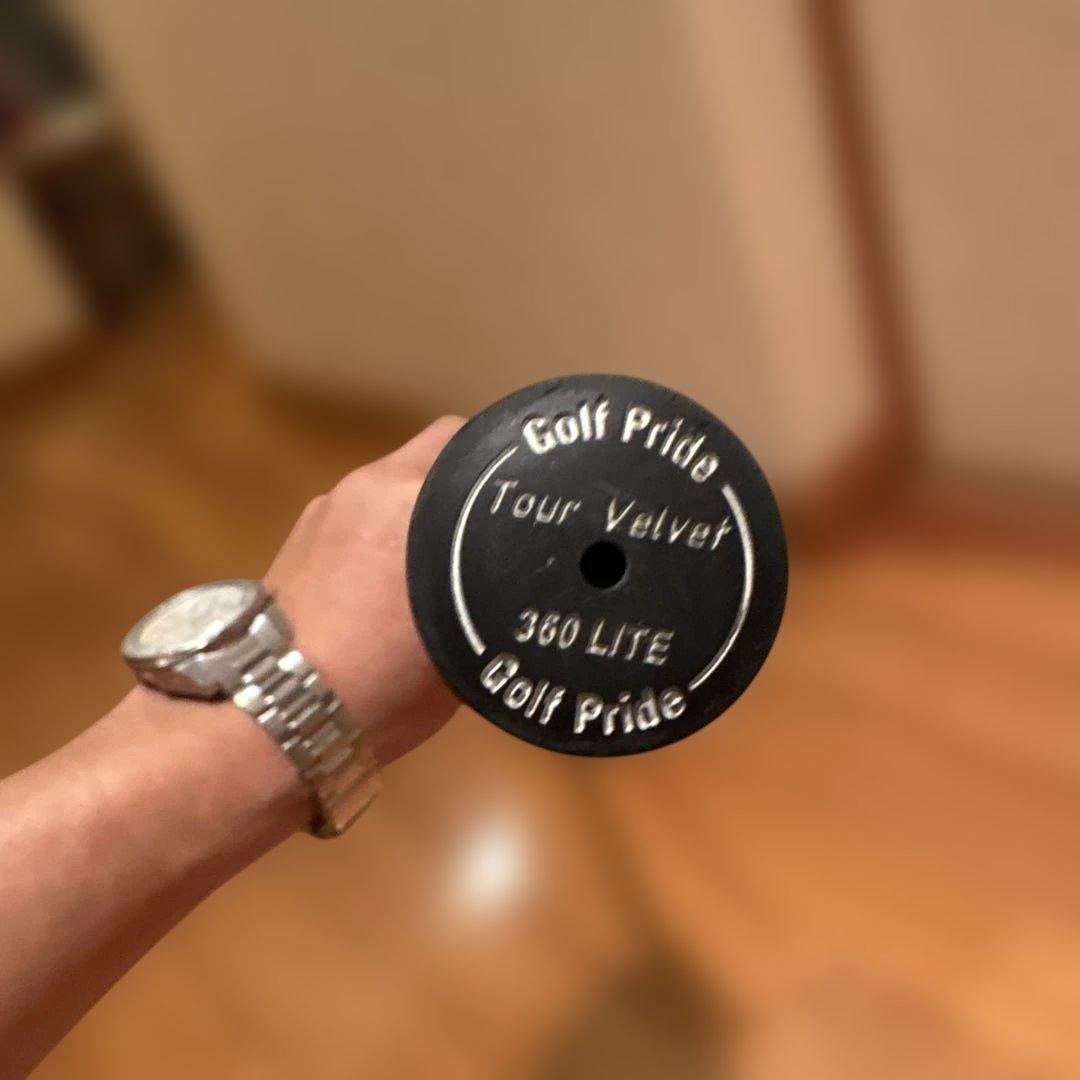 Golf Pride
Tour Velvet
360 LITE
Golf Pride